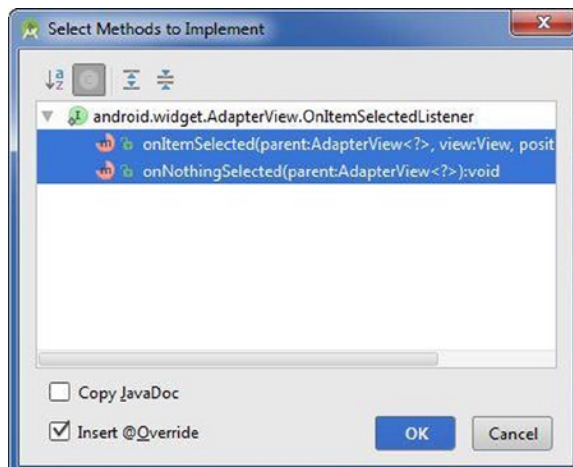 Select Methods to Implement
android.widget.AdapterView.OnItemSelectedListener
onItemSelected(parent:AdapterView<?>, view:View, posit
onNothingSelected(parent:AdapterView<?>):void
Copy JavaDoc
Insert @Override
OK
Cancel